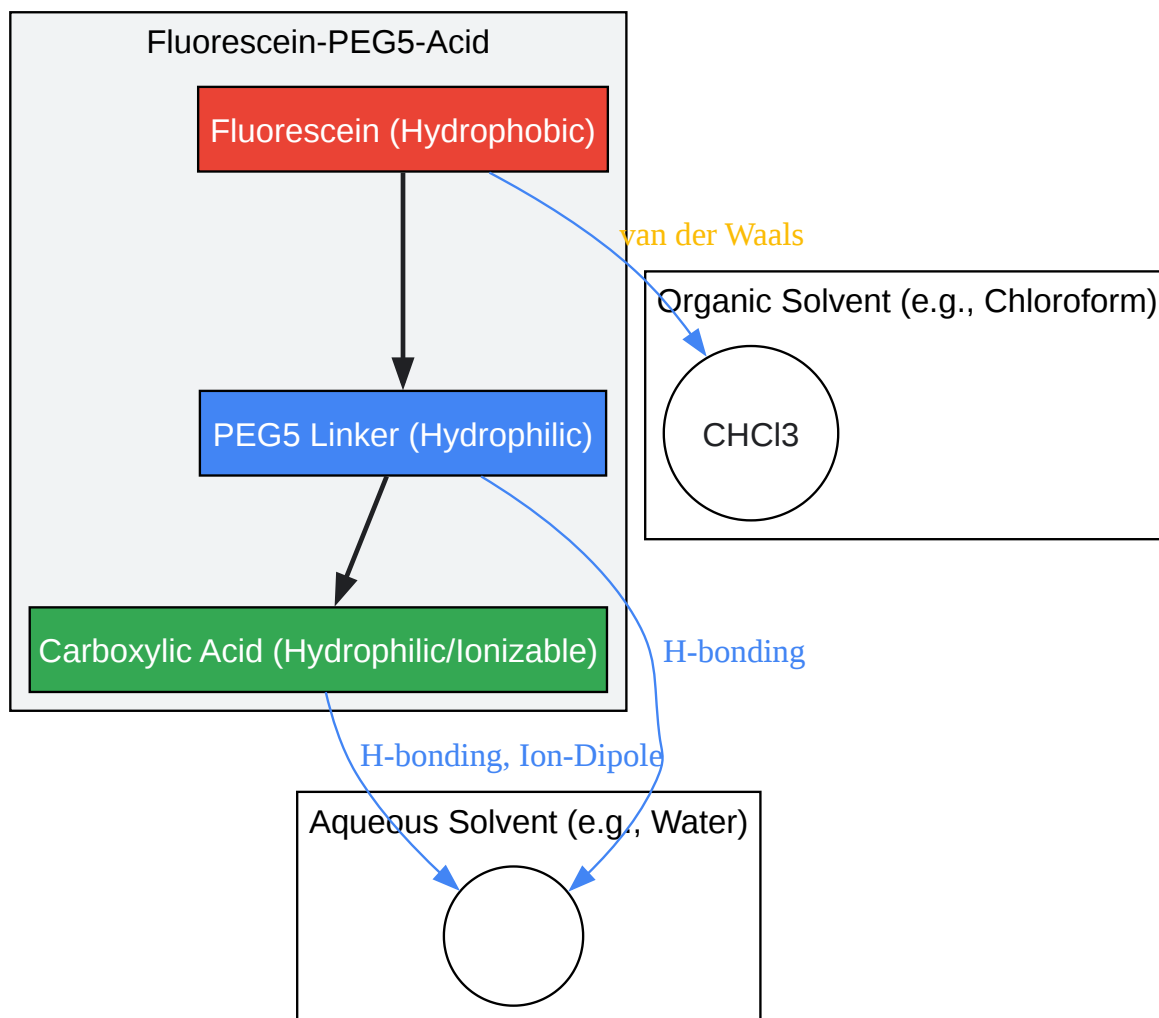 Fluorescein-PEG5-Acid
Fluorescein (Hydrophobic)
van der Waals
Organic Solvent (e.g., Chloroform)
CHCl3
PEG5 Linker (Hydrophilic)
Carboxylic Acid (Hydrophilic/Ionizable)
H-bonding
H-bonding, Ion-Dipole
Aqueous Solvent (e.g., Water)